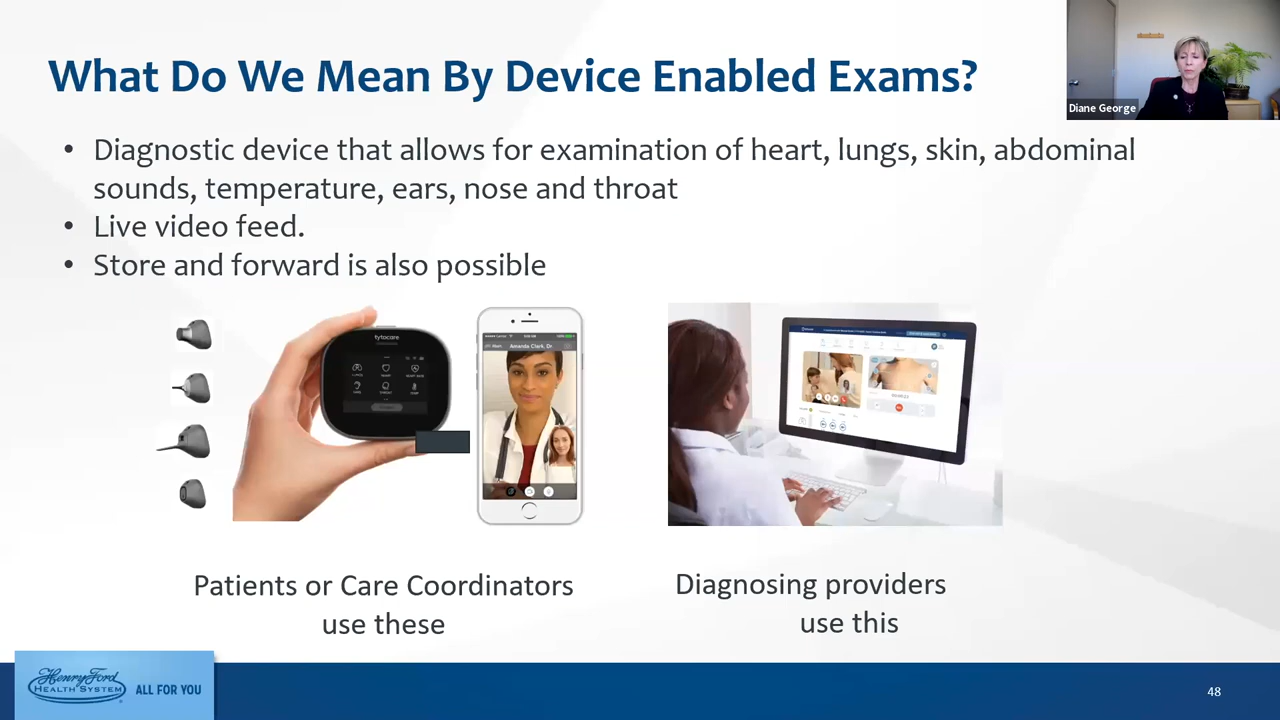 What Do We Mean By Device Enabled Exams?
Diane George
• Diagnostic device that allows for examination of heart, lungs, skin, abdominal
sounds, temperature, ears, nose and throat
• Live video feed.
• Store and forward is also possible
tytocare
Amanda Clark, Dr
Patients or Care Coordinators
use these
Diagnosing providers
use this
Henry Ford
HEALTH SYSTEM
ALL FOR YOU
48